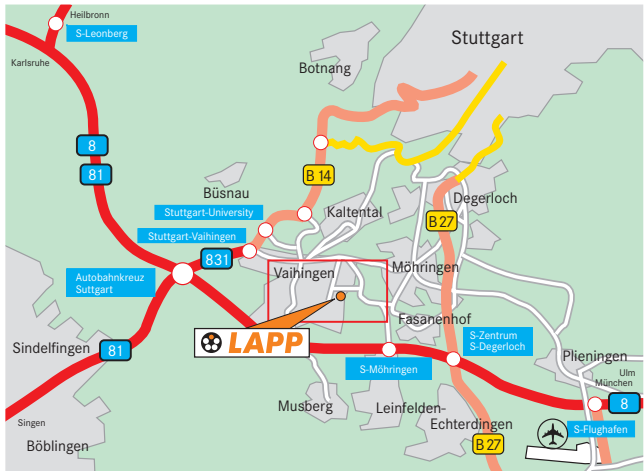 Heilbronn
S-Leonberg
Karlsruhe
Stuttgart
Botnang
8
81
B 14
Büsnau
Stuttgart-University
Kaltental
Degerloch
B 27
Stuttgart-Vaihingen
831
Vaihingen
Möhringen
Autobahnkreuz
Suttgart
Fasanenhof
LAPP
S-Zentrum
S-Degerloch
Sindelfingen
81
S-Möhringen
Plieningen
Ulm
München
8
Musberg
Leinfelden-
Echterdingen
S-Flughafen
Singen
Böblingen
B 27